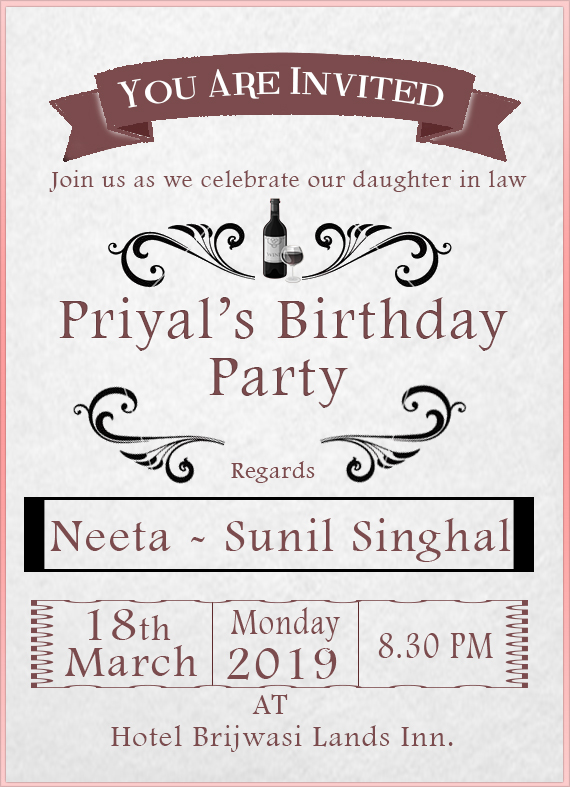 You Are Invited
Join us as we celebrate our daughter in law
Priyal's Birthday
Party
Regards
Neeta ~ Sunil Singhal
18th
March
Monday
2019
8.30 PM
AT
Hotel Brijwasi Lands Inn.